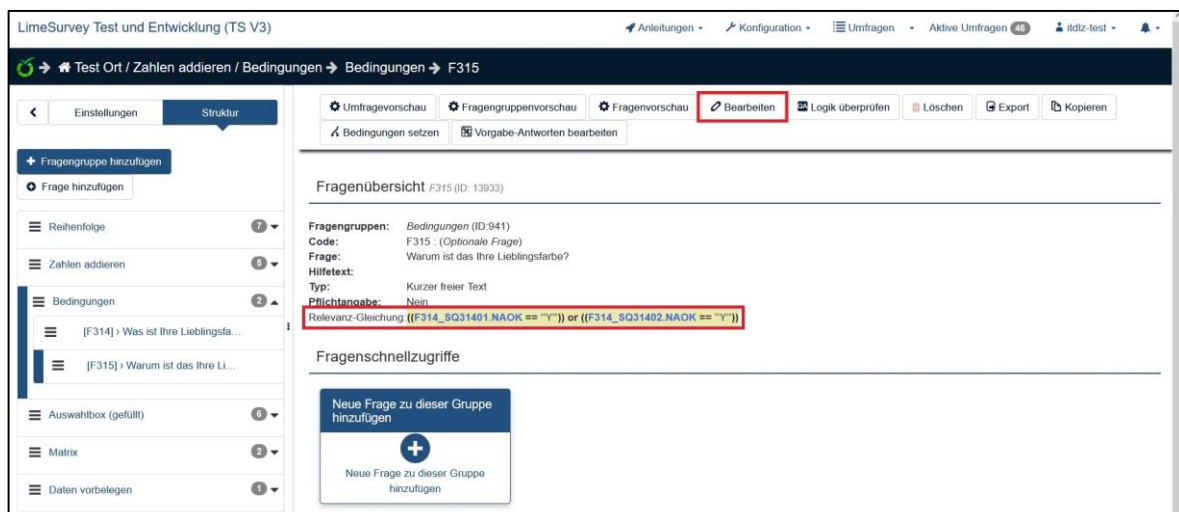 LimeSurvey Test und Entwicklung (TS V3)
Anleitungen
Konfiguration
Umfragen
Aktive Umfragen 46
itdlz-test
Test Ort / Zahlen addieren / Bedingungen Bedingungen F315
Einstellungen
Struktur
Umfragevorschau
Fragengruppenvorschau
Fragenvorschau
Bearbeiten
Logik überprüfen
Löschen
Export
Kopieren
Bedingungen setzen
Vorgabe-Antworten bearbeiten
Fragengruppe hinzufügen
Frage hinzufügen
Reihenfolge 7
Zahlen addieren 5
Bedingungen 2
[F314] › Was ist Ihre Lieblingsfa...
[F315] › Warum ist das Ihre Li...
Auswahlbox (gefüllt) 6
Matrix 2
Daten vorbelegen 1
Fragenübersicht F315 (ID: 13933)
Fragengruppen: Bedingungen (ID:941)
Code: F315 : (Optionale Frage)
Frage: Warum ist das Ihre Lieblingsfarbe?
Hilfetext:
Typ: Kurzer freier Text
Pflichtangabe: Nein
Relevanz-Gleichung: ((F314_SQ31401.NAOK == "Y")) or ((F314_SQ31402.NAOK == "Y"))
Fragenschnellzugriffe
Neue Frage zu dieser Gruppe
hinzufügen
Neue Frage zu dieser Gruppe
hinzufügen